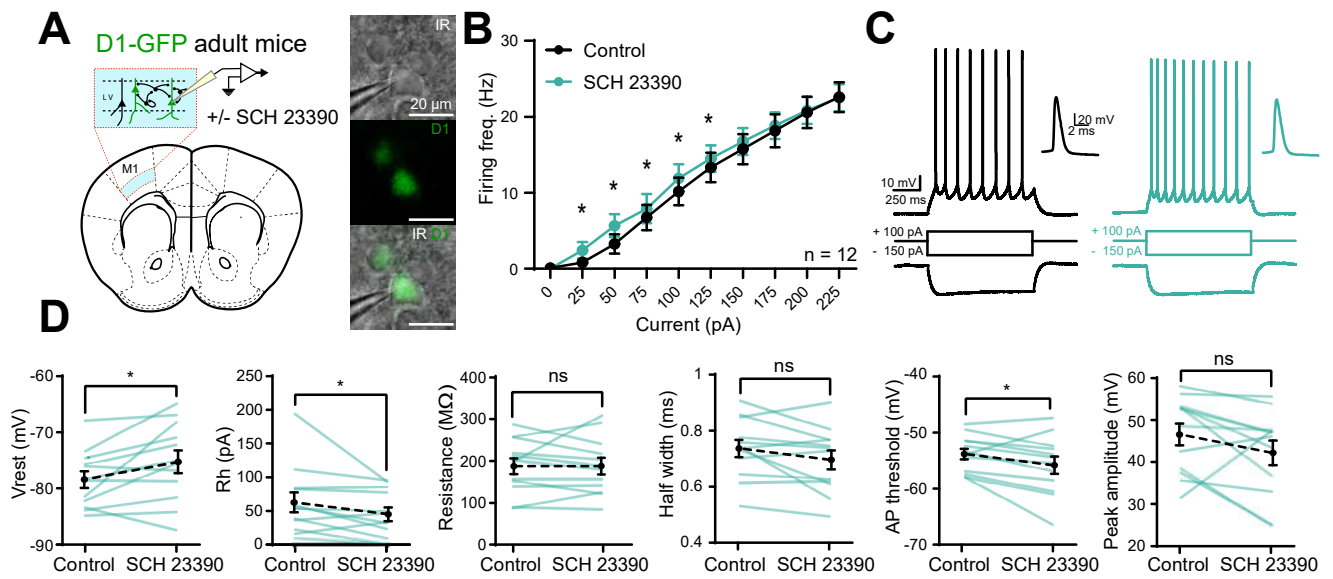 A
D1-GFP adult mice
L V
+/- SCH 23390
M1
IR
20 µm
D1
IR D1
B
Firing freq. (Hz)
30
20
10
0
Control
SCH 23390
* * * * *
n = 12
0 25 50 75 100 125 150 175 200 225
Current (pA)
C
20 mV
2 ms
10 mV
250 ms
+ 100 pA
- 150 pA
+ 100 pA
- 150 pA
D
Vrest (mV)
-60
-70
-80
-90
*
Control SCH 23390
Rh (pA)
250
200
150
100
50
0
*
Control SCH 23390
Resistance (MΩ)
400
300
200
100
0
ns
Control SCH 23390
Half width (ms)
1
0.8
0.6
0.4
ns
Control SCH 23390
AP threshold (mV)
-40
-50
-60
-70
*
Control SCH 23390
Peak amplitude (mV)
60
50
40
30
20
ns
Control SCH 23390